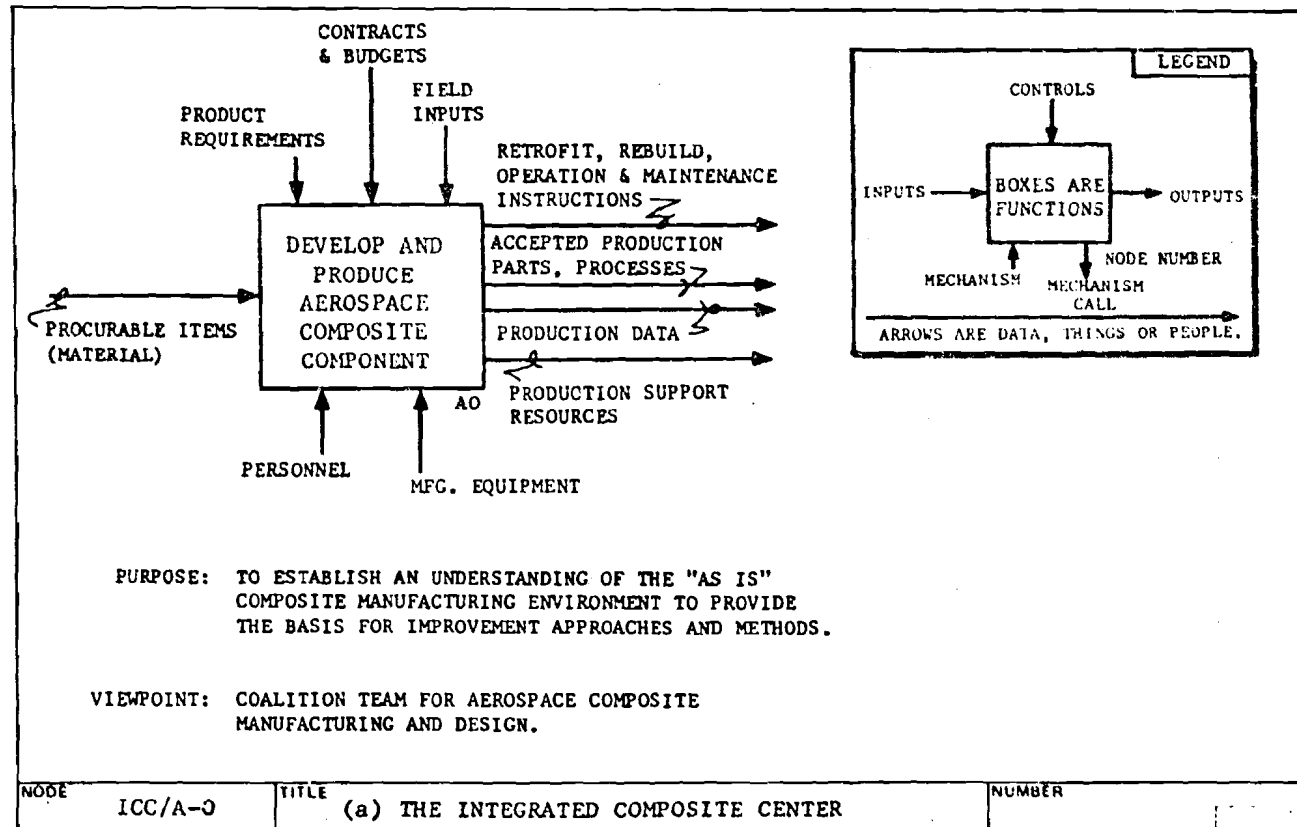 CONTRACTS
& BUDGETS
FIELD
INPUTS
PRODUCT
REQUIREMENTS
RETROFIT, REBUILD,
OPERATION & MAINTENANCE
INSTRUCTIONS
DEVELOP AND
PRODUCE
AEROSPACE
COMPOSITE
COMPONENT
ACCEPTED PRODUCTION
PARTS, PROCESSES
PRODUCTION DATA
PRODUCTION SUPPORT
RESOURCES
PROCURABLE ITEMS
(MATERIAL)
AO
PERSONNEL
MFG. EQUIPMENT
LEGEND
CONTROLS
INPUTS
BOXES ARE
FUNCTIONS
OUTPUTS
NODE NUMBER
MECHANISM
MECHANISM
CALL
ARROWS ARE DATA, THINGS OR PEOPLE.
PURPOSE: TO ESTABLISH AN UNDERSTANDING OF THE "AS IS"
COMPOSITE MANUFACTURING ENVIRONMENT TO PROVIDE
THE BASIS FOR IMPROVEMENT APPROACHES AND METHODS.
VIEWPOINT: COALITION TEAM FOR AEROSPACE COMPOSITE
MANUFACTURING AND DESIGN.
NODE
ICC/A-0
TITLE
(a) THE INTEGRATED COMPOSITE CENTER
NUMBER